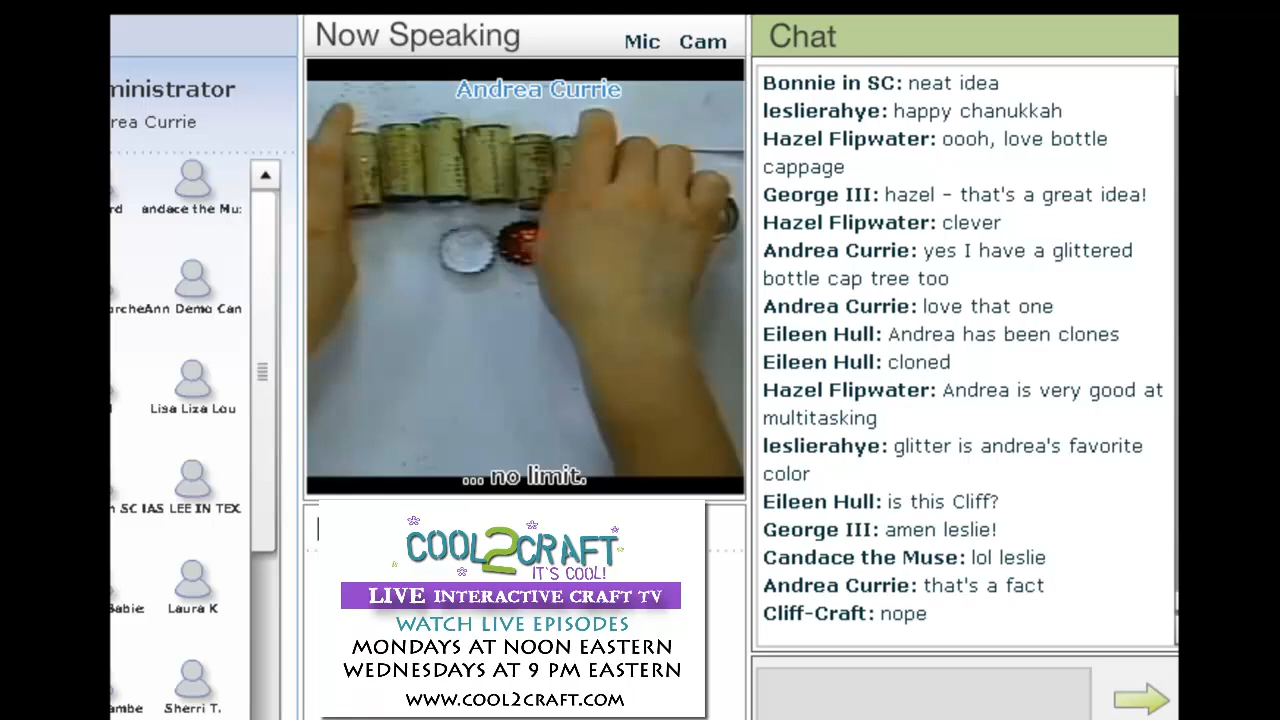 ministrator
rea Currie
rd
andace the Mu:
rche
Ann Demo Can
l
Lisa Liza Lou
n SC
IAS LEE IN TEX
Babie
Laura K
ambe
Sherri T.
Now Speaking
Mic Cam
Andrea Currie
... no limit.
COOL2CRAFT
IT'S COOL!
LIVE INTERACTIVE CRAFT TV
WATCH LIVE EPISODES
MONDAYS AT NOON EASTERN
WEDNESDAYS AT 9 PM EASTERN
WWW.COOL2CRAFT.COM
Chat
Bonnie in SC: neat idea
leslierahye: happy chanukkah
Hazel Flipwater: oooh, love bottle
cappage
George III: hazel - that's a great idea!
Hazel Flipwater: clever
Andrea Currie: yes I have a glittered
bottle cap tree too
Andrea Currie: love that one
Eileen Hull: Andrea has been clones
Eileen Hull: cloned
Hazel Flipwater: Andrea is very good at
multitasking
leslierahye: glitter is andrea's favorite
color
Eileen Hull: is this Cliff?
George III: amen leslie!
Candace the Muse: lol leslie
Andrea Currie: that's a fact
Cliff-Craft: nope